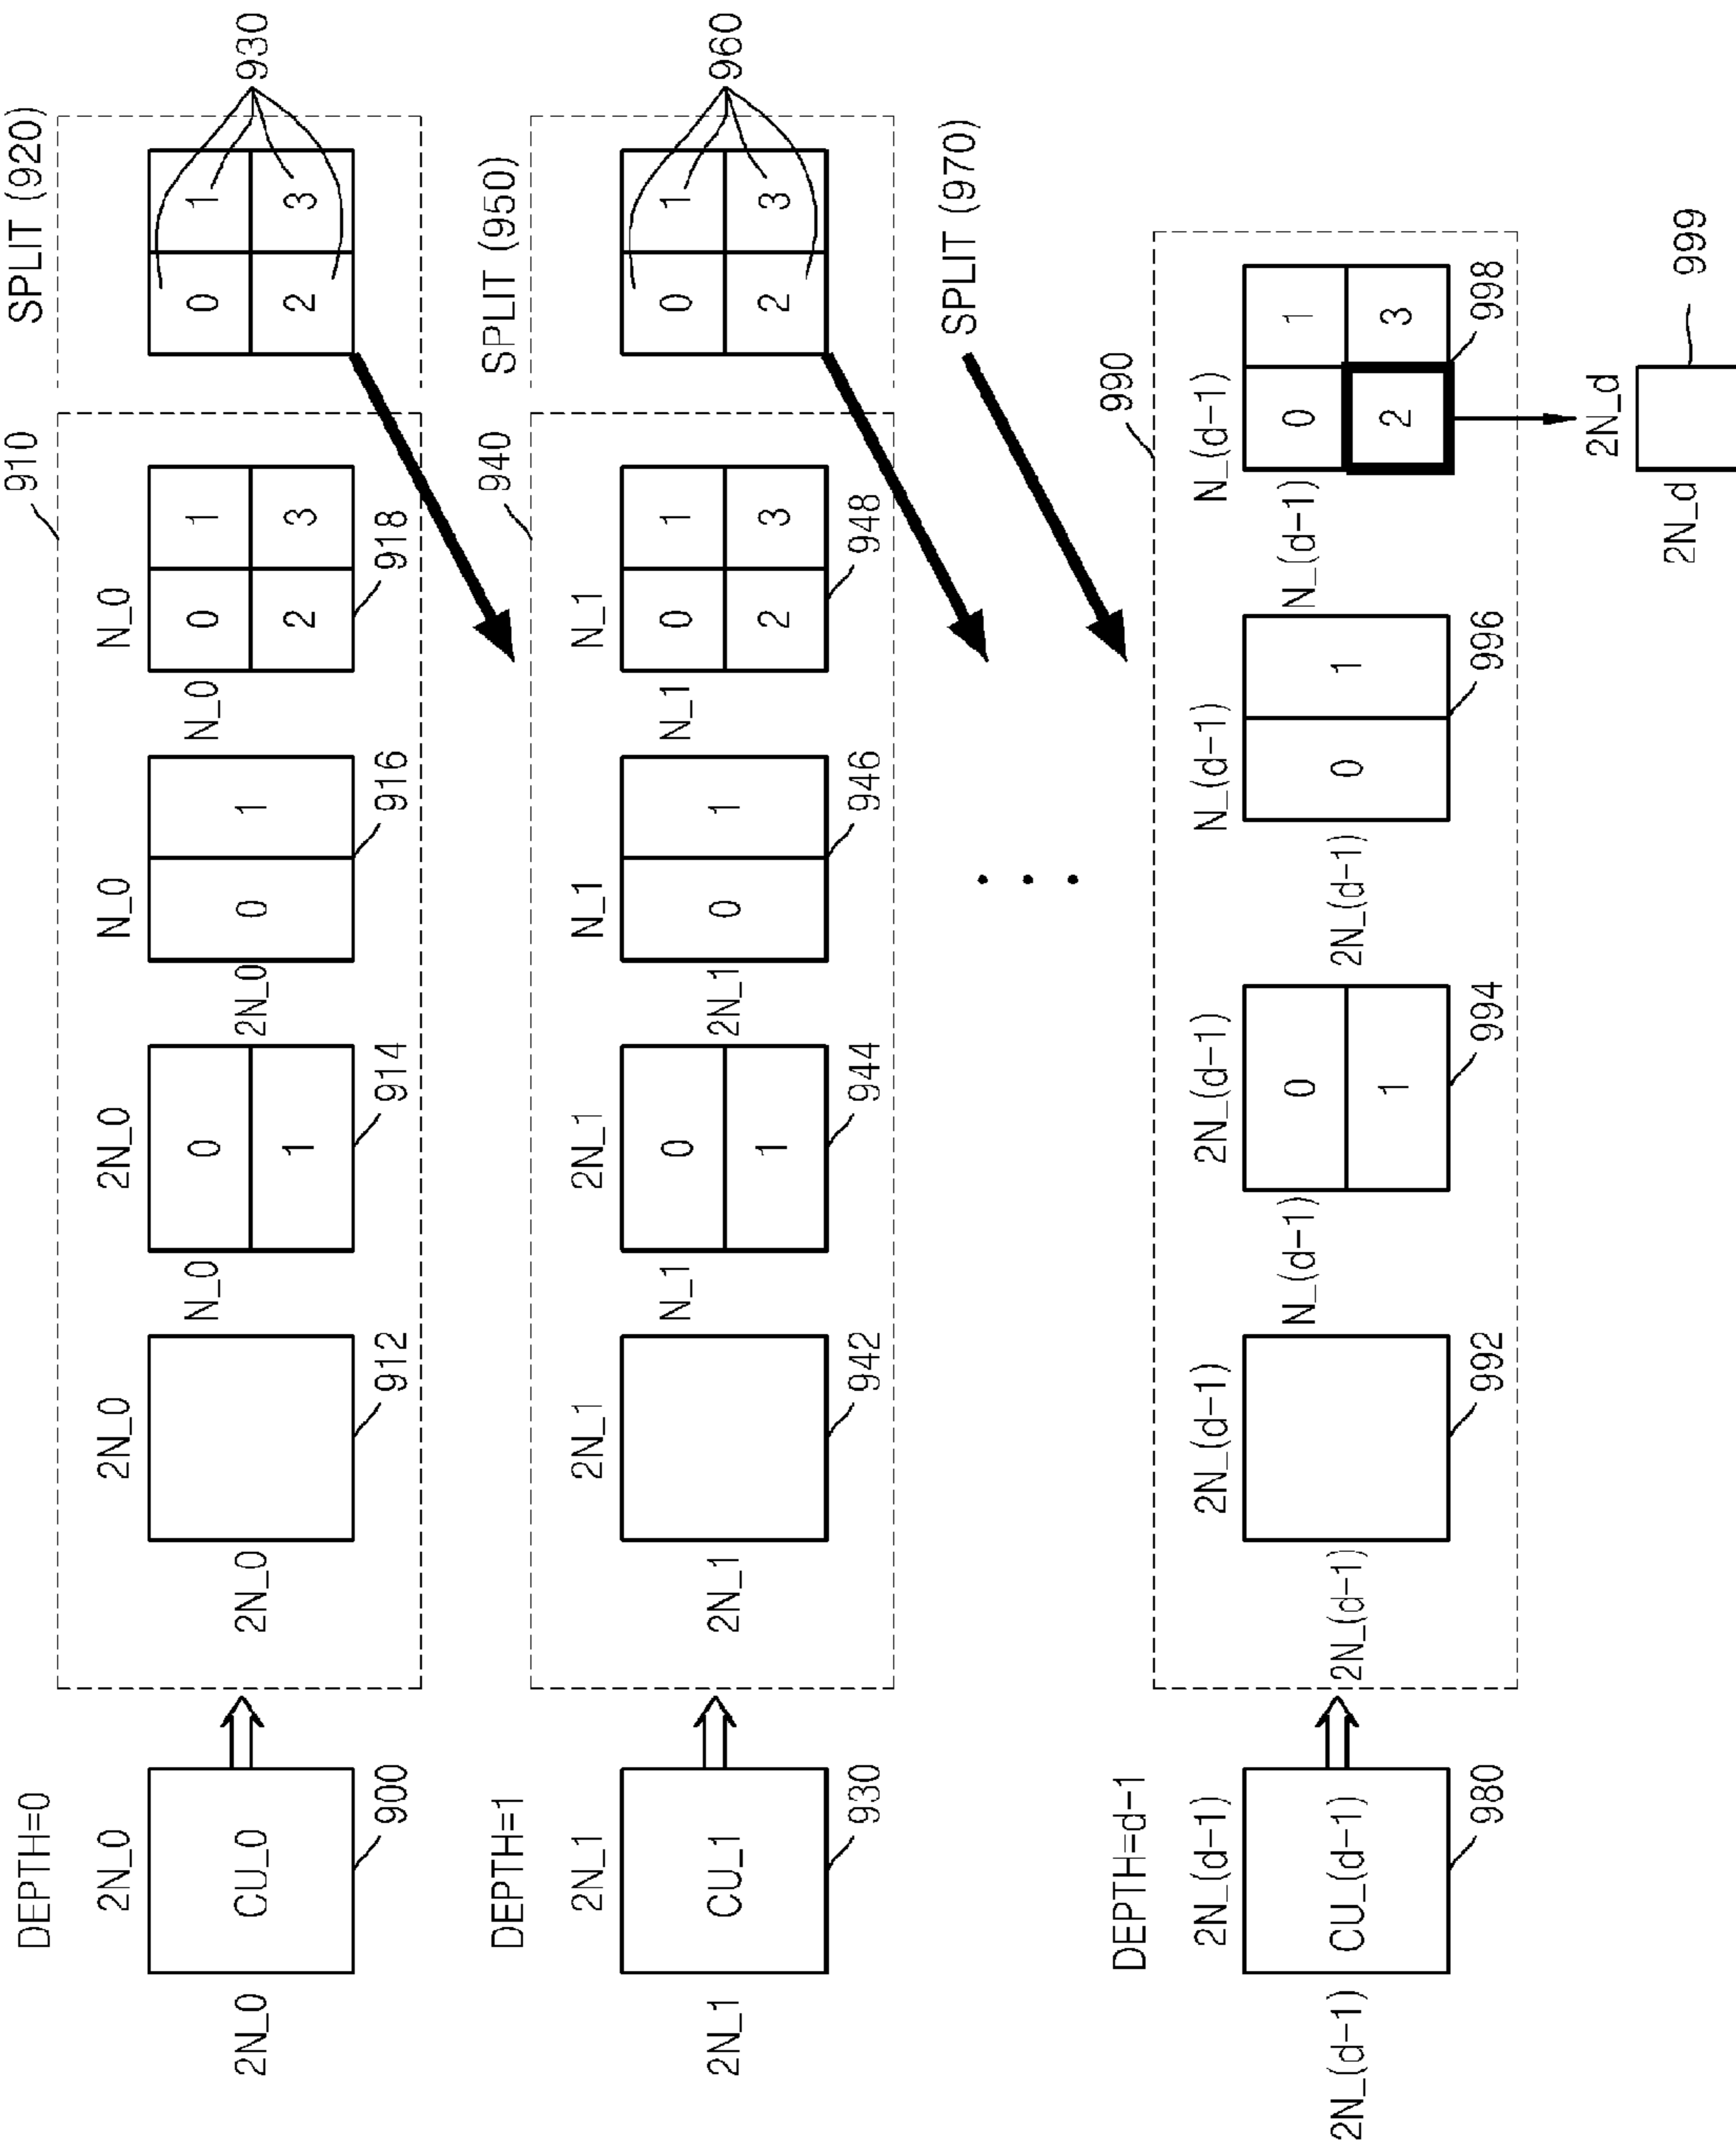 DEPTH=0
2N_0
2N_0
CU_0
900
910
2N_0
2N_0
912
2N_0
N_0
0
1
914
N_0
2N_0
0 1
916
N_0
N_0
0 1
2 3
918
SPLIT (920)
0 1
2 3
930
DEPTH=1
2N_1
2N_1
CU_1
930
940
2N_1
2N_1
942
2N_1
N_1
0
1
944
N_1
2N_1
0 1
946
N_1
N_1
0 1
2 3
948
SPLIT (950)
0 1
2 3
960
SPLIT (970)
DEPTH=d-1
2N_(d-1)
2N_(d-1)
CU_(d-1)
980
990
2N_(d-1)
2N_(d-1)
992
2N_(d-1)
N_(d-1)
0
1
994
N_(d-1)
2N_(d-1)
0 1
996
N_(d-1)
N_(d-1)
0 1
2 3
998
2N_d
2N_d
999